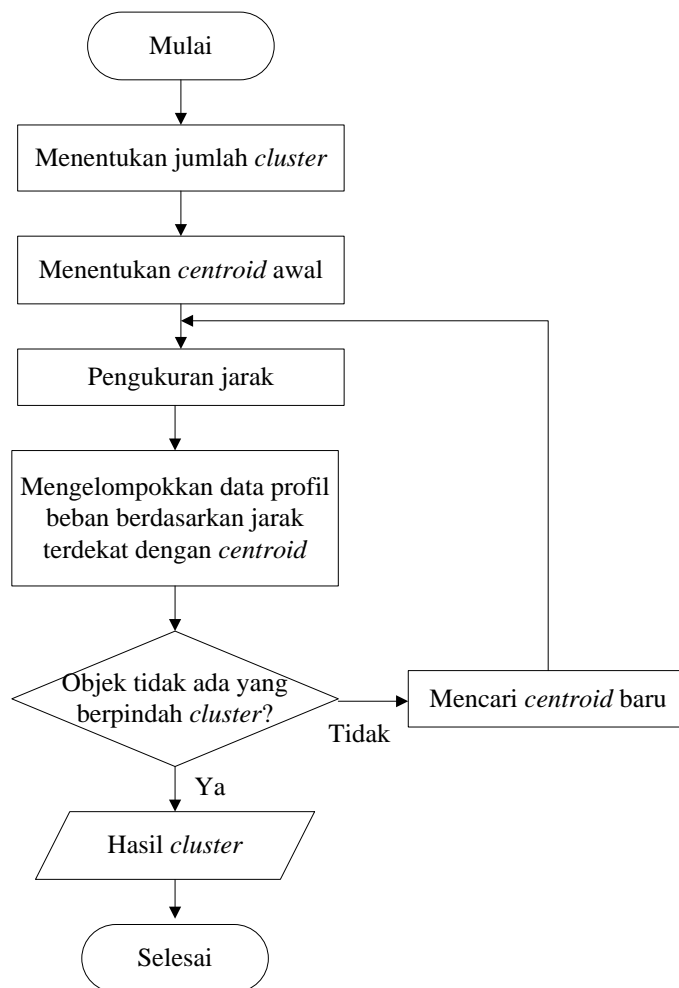 Mulai
Menentukan jumlah cluster
Menentukan centroid awal
Pengukuran jarak
Mengelompokkan data profil
beban berdasarkan jarak
terdekat dengan centroid
Objek tidak ada yang
berpindah cluster?
Tidak
Mencari centroid baru
Ya
Hasil cluster
Selesai